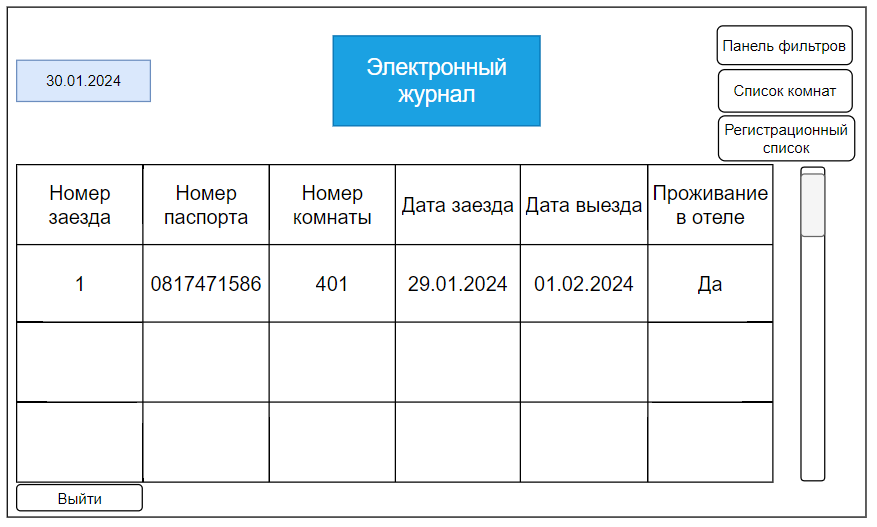 Панель фильтров
30.01.2024
Электронный
журнал
Список комнат
Регистрационный
список
Номер
заезда
Номер
паспорта
Номер
комнаты
Дата заезда
Дата выезда
Проживание
в отеле
1
0817471586
401
29.01.2024
01.02.2024
Да
Выйти